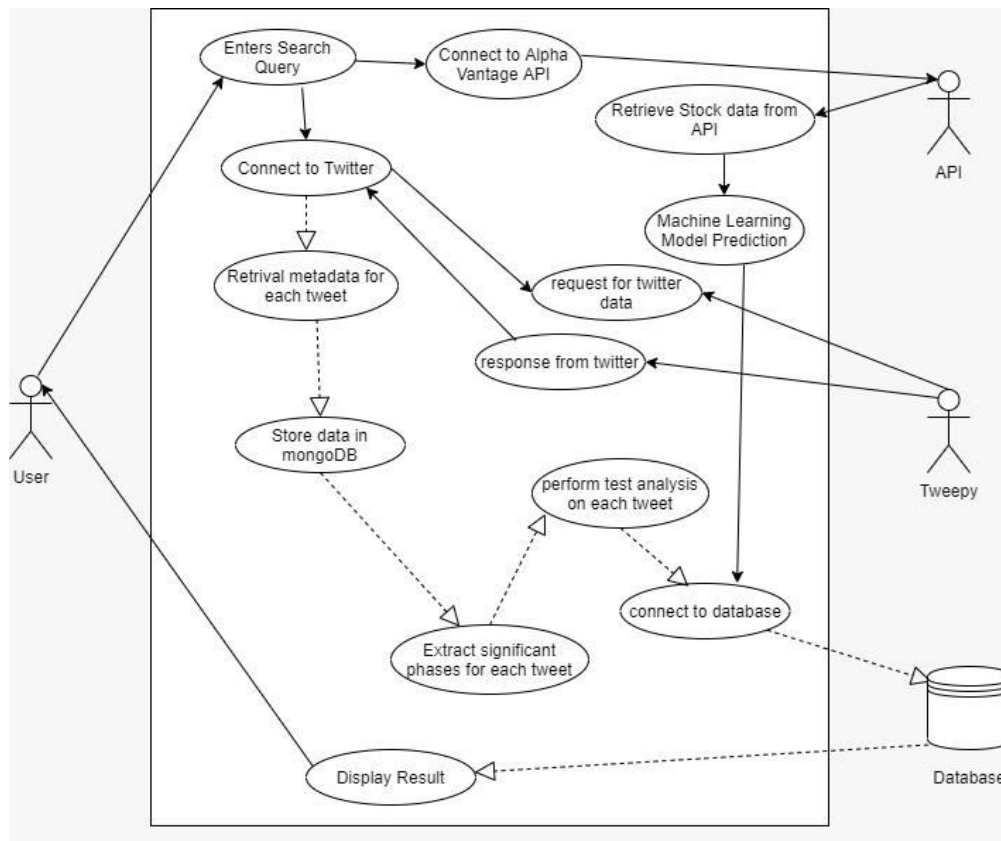 Enters Search
Query
Connect to Alpha
Vantage API
Retrieve Stock data from
API
API
Connect to Twitter
Machine Learning
Model Prediction
Retrival metadata for
each tweet
request for twitter
data
response from twitter
User
Tweepy
Store data in
mongoDB
perform test analysis
on each tweet
connect to database
Extract significant
phases for each tweet
Display Result
Database